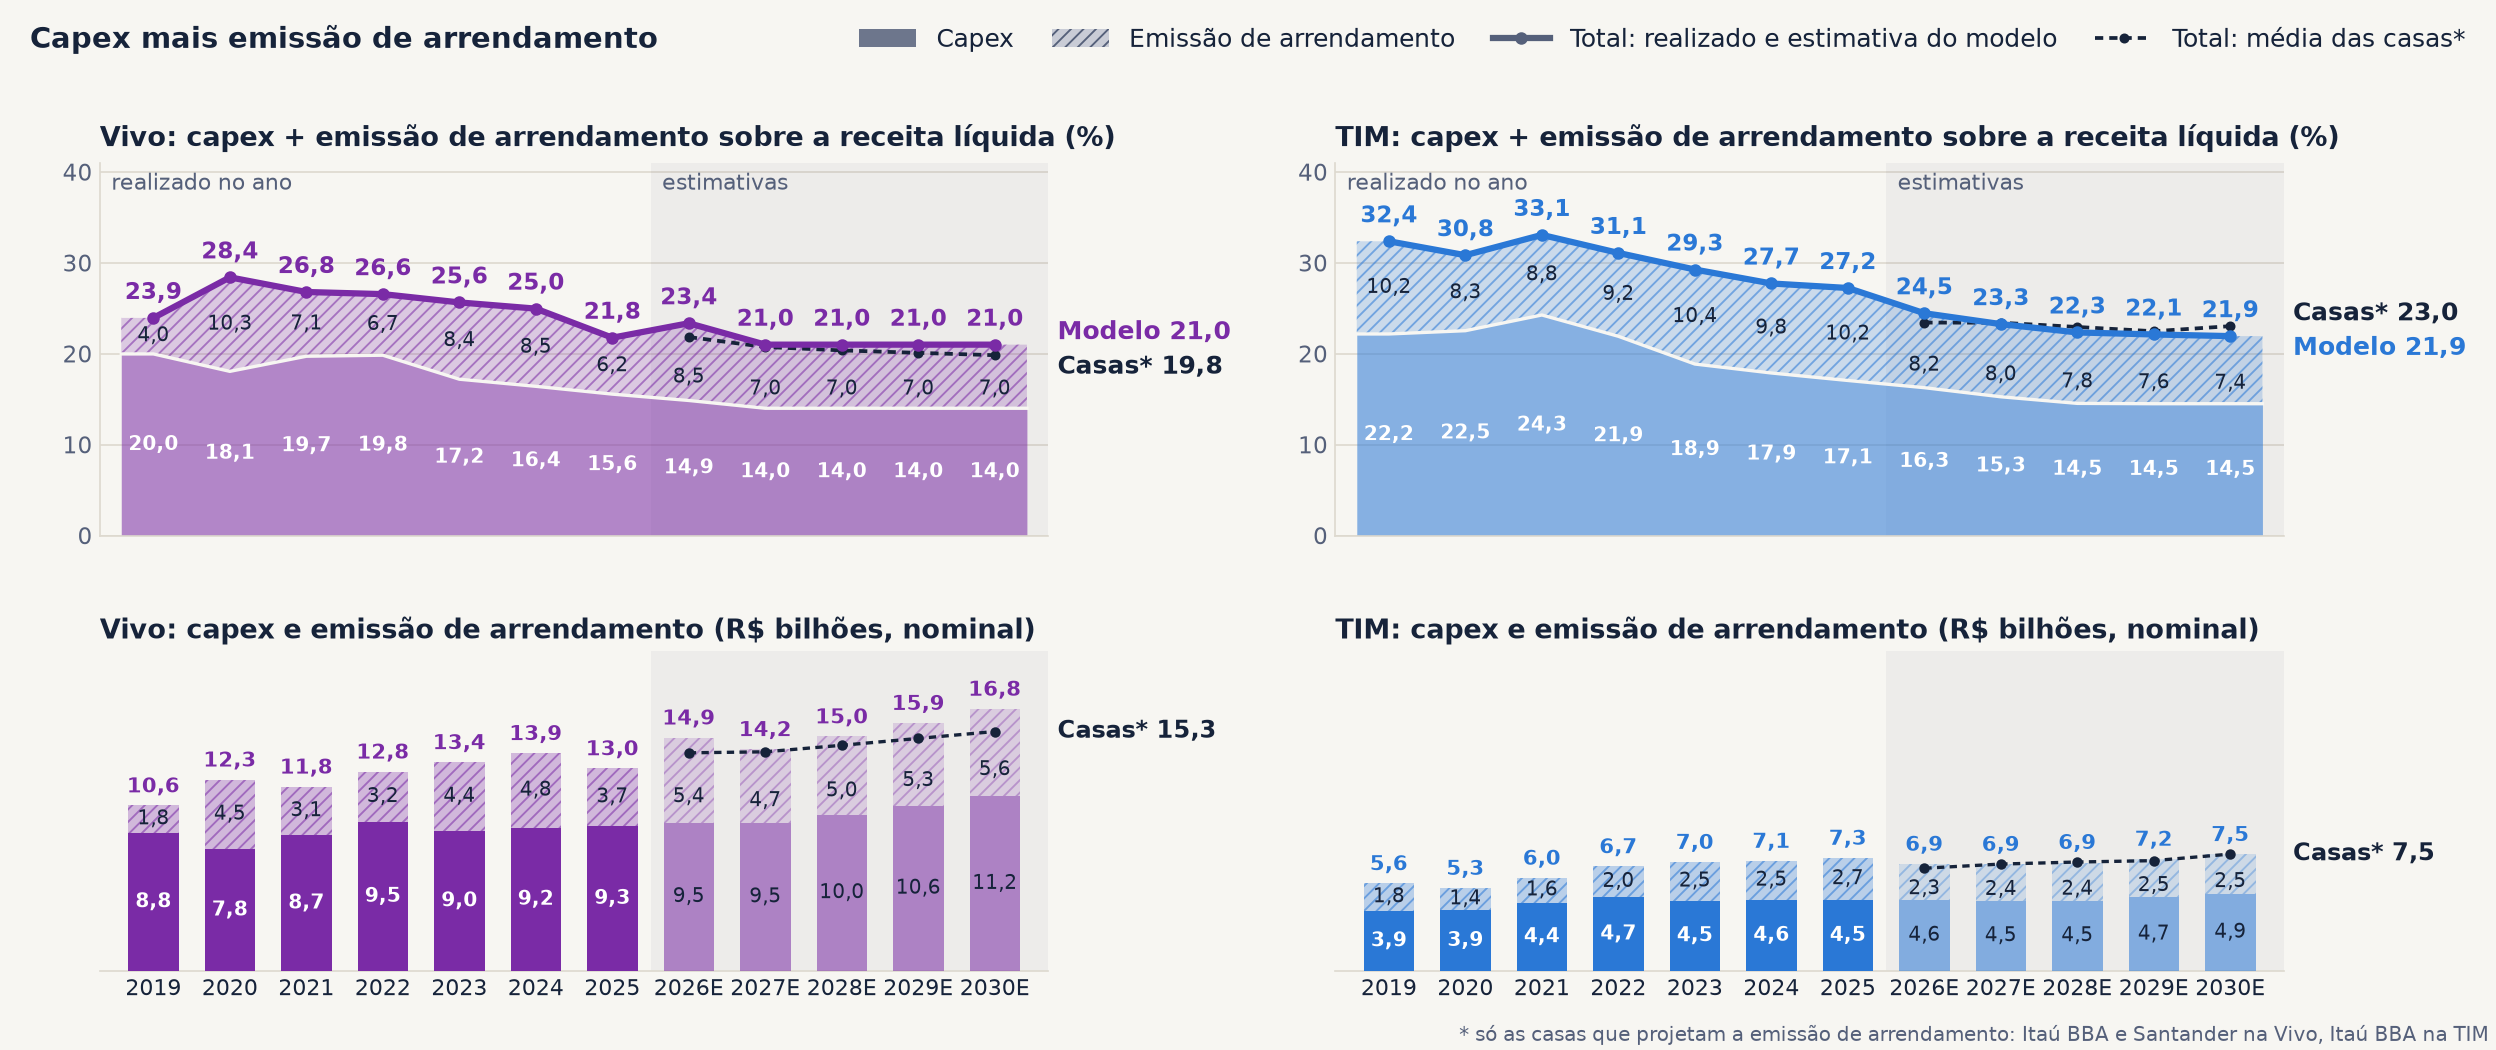 Capex mais emissão de arrendamento
Capex
Emissão de arrendamento
Total: realizado e estimativa do modelo
Total: média das casas*
Vivo: capex + emissão de arrendamento sobre a receita líquida (%)
40
30
20
10
0
realizado no ano
estimativas
23,9 28,4 26,8 26,6 25,6 25,0 21,8 23,4 21,0 21,0 21,0 21,0
4,0 10,3 7,1 6,7 8,4 8,5 6,2 8,5 7,0 7,0 7,0 7,0
20,0 18,1 19,7 19,8 17,2 16,4 15,6 14,9 14,0 14,0 14,0 14,0
Modelo 21,0
Casas* 19,8
TIM: capex + emissão de arrendamento sobre a receita líquida (%)
40
30
20
10
0
realizado no ano
estimativas
32,4 30,8 33,1 31,1 29,3 27,7 27,2 24,5 23,3 22,3 22,1 21,9
10,2 8,3 8,8 9,2 10,4 9,8 10,2 8,2 8,0 7,8 7,6 7,4
22,2 22,5 24,3 21,9 18,9 17,9 17,1 16,3 15,3 14,5 14,5 14,5
Casas* 23,0
Modelo 21,9
Vivo: capex e emissão de arrendamento (R$ bilhões, nominal)
10,6 12,3 11,8 12,8 13,4 13,9 13,0 14,9 14,2 15,0 15,9 16,8
1,8 4,5 3,1 3,2 4,4 4,8 3,7 5,4 4,7 5,0 5,3 5,6
8,8 7,8 8,7 9,5 9,0 9,2 9,3 9,5 9,5 10,0 10,6 11,2
Casas* 15,3
2019 2020 2021 2022 2023 2024 2025 2026E 2027E 2028E 2029E 2030E
TIM: capex e emissão de arrendamento (R$ bilhões, nominal)
5,6 5,3 6,0 6,7 7,0 7,1 7,3 6,9 6,9 6,9 7,2 7,5
1,8 1,4 1,6 2,0 2,5 2,5 2,7 2,3 2,4 2,4 2,5 2,5
3,9 3,9 4,4 4,7 4,5 4,6 4,5 4,6 4,5 4,5 4,7 4,9
Casas* 7,5
2019 2020 2021 2022 2023 2024 2025 2026E 2027E 2028E 2029E 2030E
* só as casas que projetam a emissão de arrendamento: Itaú BBA e Santander na Vivo, Itaú BBA na TIM